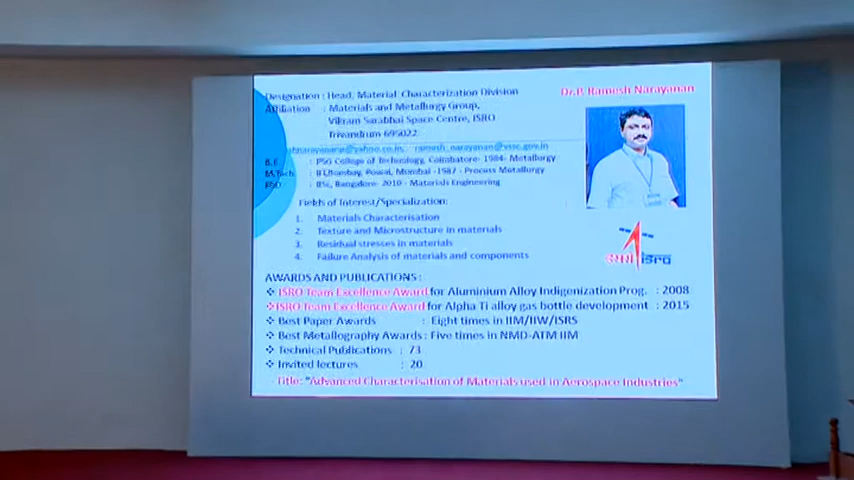 Dr.P. Ramesh Narayanan
Designation : Head, Material Characterization Division
Affiliation : Materials and Metallurgy Group,
Vikram Sarabhai Space Centre, ISRO
Trivandrum 695022
ramesh_narayanan@vssc.gov.in
B.E : PSG College of Technology, Coimbatore- 1984- Metallurgy
M.Tech : IIT,Bombay, Powai, Mumbai -1987 - Process Metallurgy
: IISc, Bangalore- 2010 - Materials Engineering
Fields of Interest/Specialization:
1. Materials Characterisation
2. Texture and Microstructure in materials
3. Residual stresses in materials
4. Failure Analysis of materials and components
इसरो isro
AWARDS AND PUBLICATIONS :
❖ ISRO Team Excellence Award for Aluminium Alloy Indigenization Prog. : 2008
❖ ISRO Team Excellence Award for Alpha Ti alloy gas bottle development : 2015
❖ Best Paper Awards : Eight times in IIM/IIW/ISRS
❖ Best Metallography Awards : Five times in NMD-ATM IIM
❖ Technical Publications : 73
❖ Invited lectures : 20
Title: "Advanced Characterisation of Materials used in Aerospace Industries"